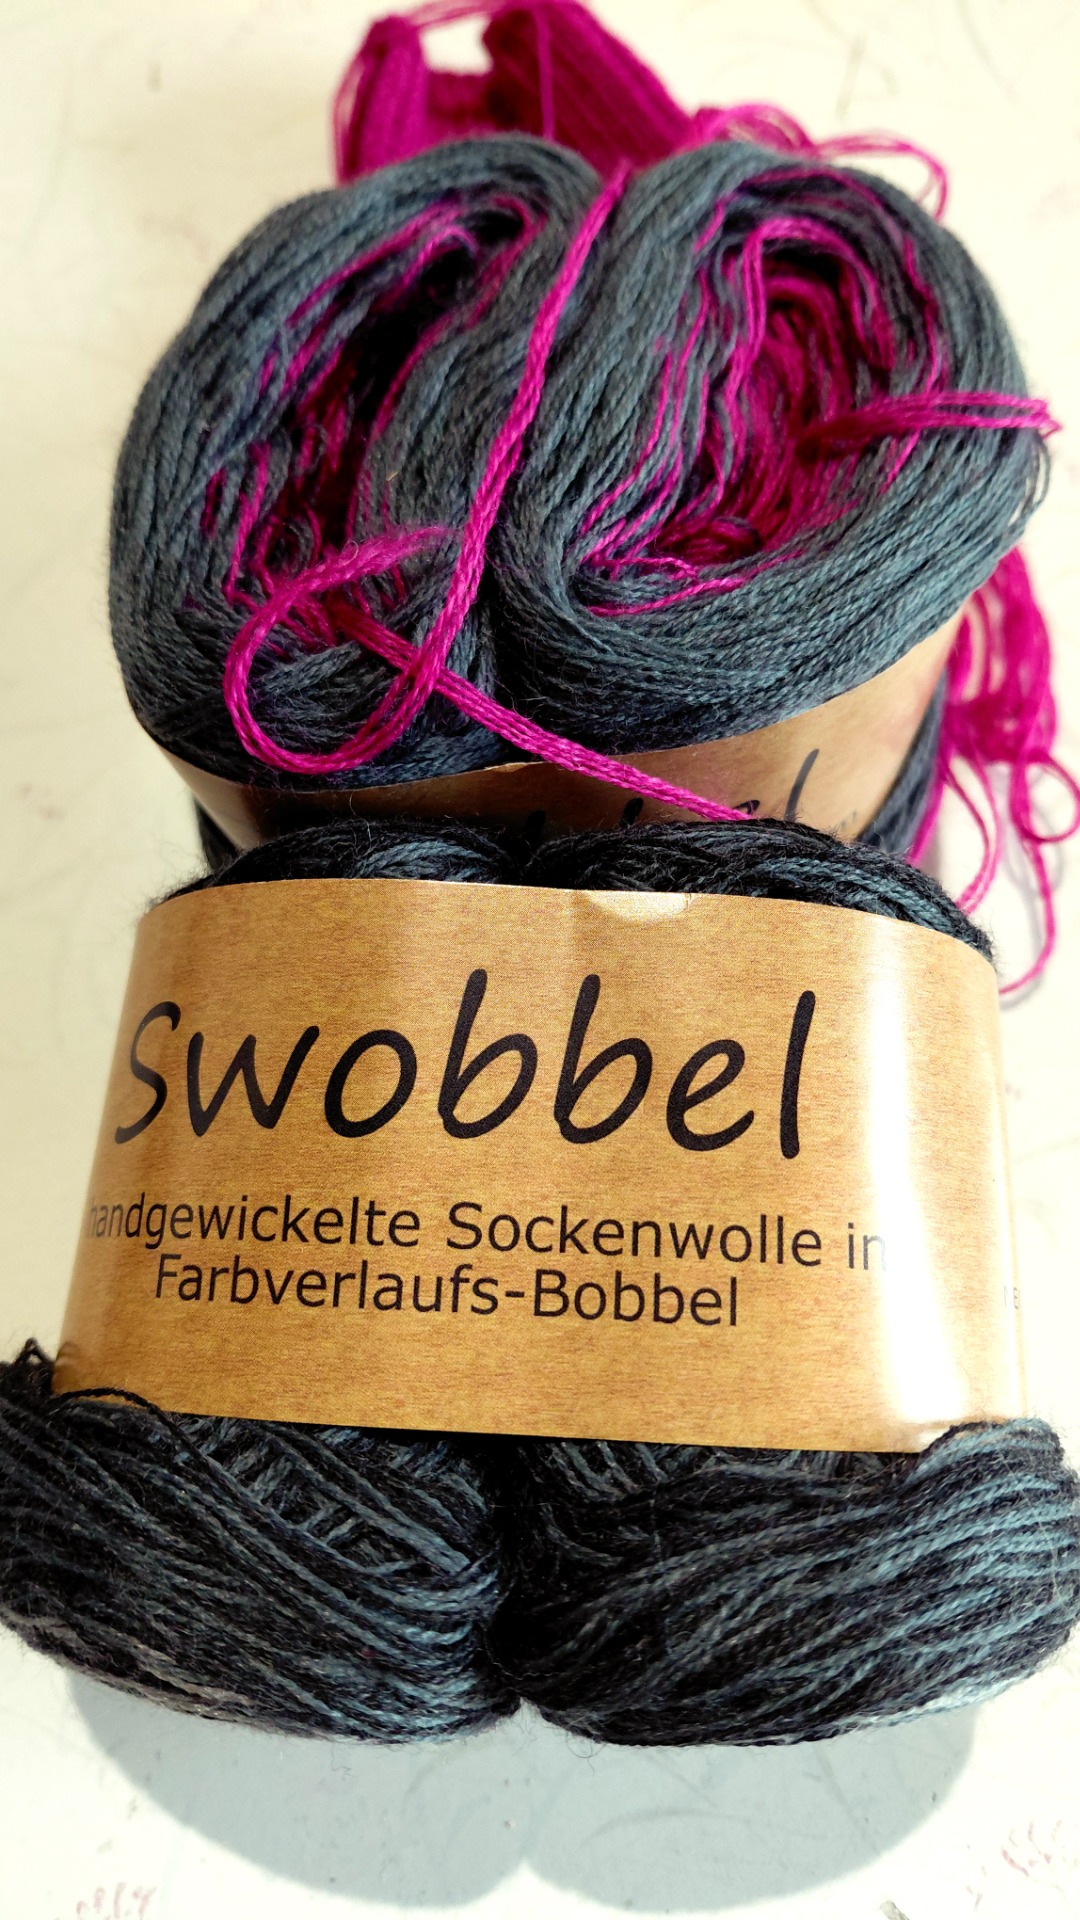 Swobbel
handgewickelte Sockenwolle in
Farbverlaufs-Bobbel